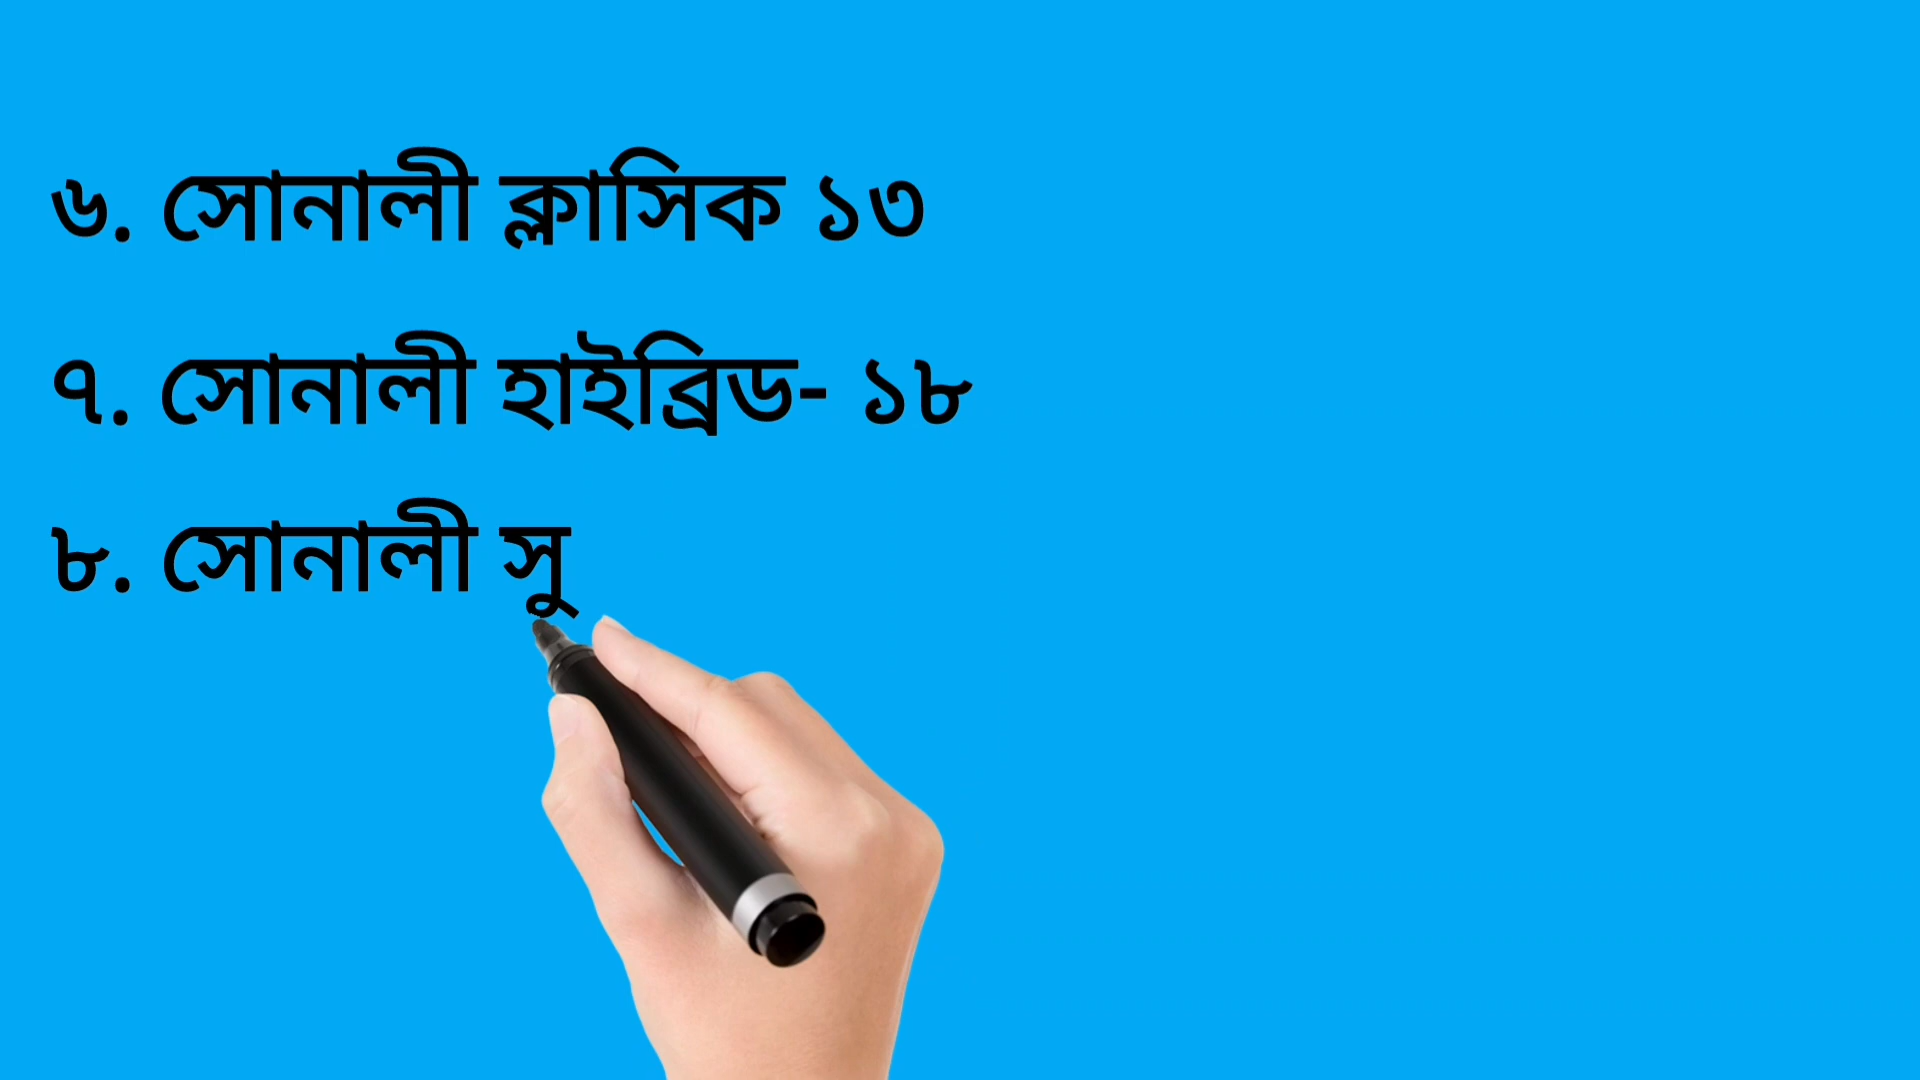 ৬. সোনালী ক্লাসিক ১৩
৭. সোনালী হাইব্রিড- ১৮
৮. সোনালী সু